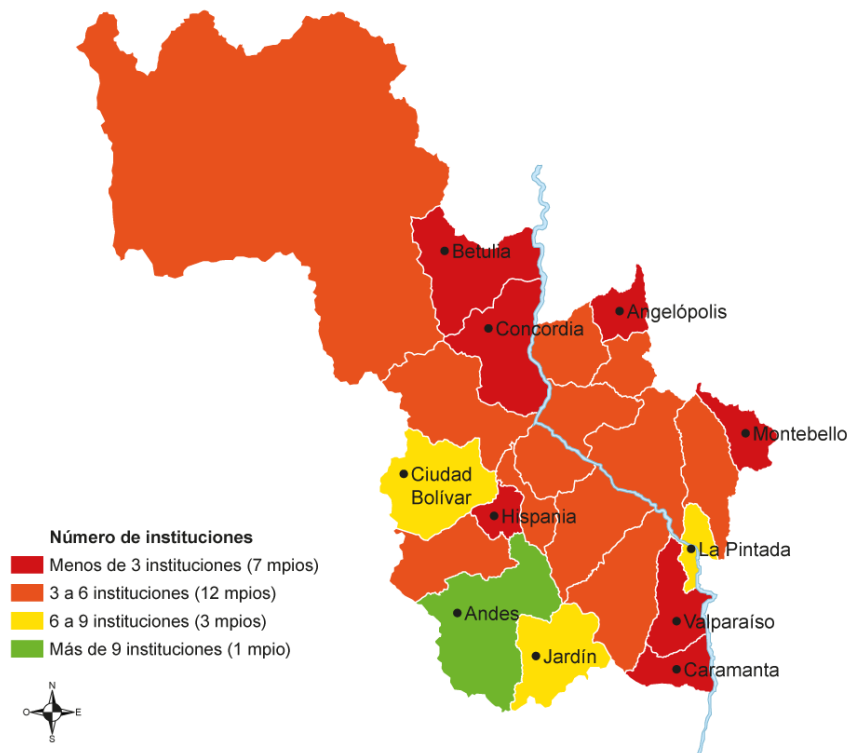 Betulia
Angelópolis
Concordia
Montebello
Ciudad
Bolívar
Hispania
La Pintada
Andes
Valparaíso
Jardín
Caramanta
Número de instituciones
Menos de 3 instituciones (7 mpios)
3 a 6 instituciones (12 mpios)
6 a 9 instituciones (3 mpios)
Más de 9 instituciones (1 mpio)
N
O E
S